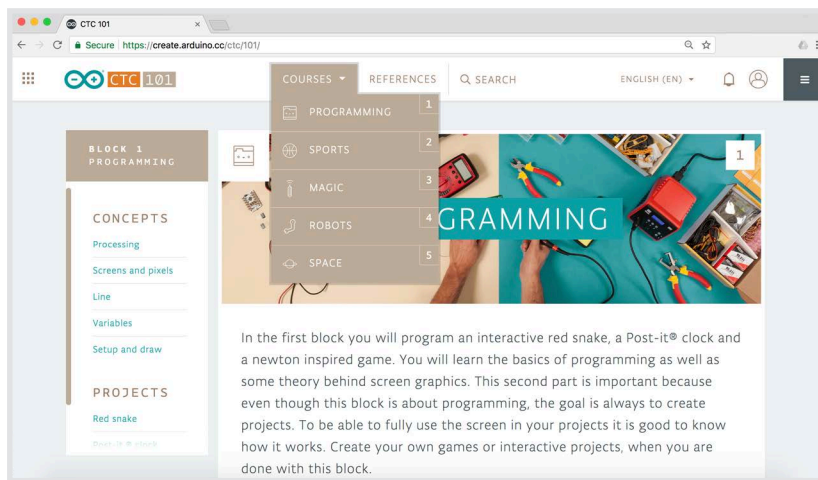 CTC 101
Secure https://create.arduino.cc/ctc/101/
CTC 101
COURSES
REFERENCES
SEARCH
ENGLISH (EN)
PROGRAMMING 1
SPORTS 2
MAGIC 3
ROBOTS 4
SPACE 5
BLOCK 1
PROGRAMMING
CONCEPTS
Processing
Screens and pixels
Line
Variables
Setup and draw
PROJECTS
Red snake
Post-it® clock
1
GRAMMING
In the first block you will program an interactive red snake, a Post-it® clock and
a newton inspired game. You will learn the basics of programming as well as
some theory behind screen graphics. This second part is important because
even though this block is about programming, the goal is always to create
projects. To be able to fully use the screen in your projects it is good to know
how it works. Create your own games or interactive projects, when you are
done with this block.